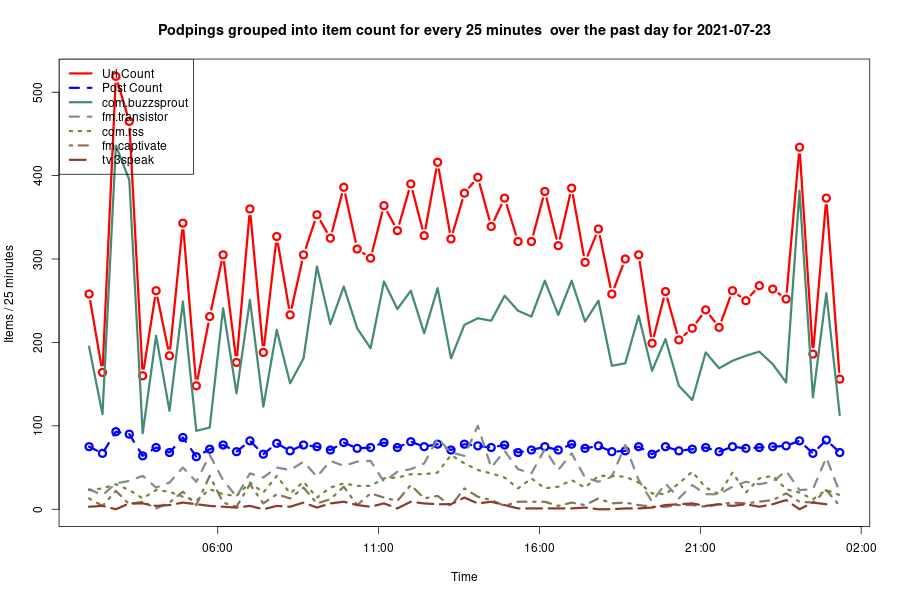 Podpings grouped into item count for every 25 minutes  over the past day for 2021-07-23
Url Count
Post Count
com.buzzsprout
fm.transistor
com.rss
fm.captivate
tv.3speak
500
400
300
200
100
0
Items / 25 minutes
06:00
11:00
16:00
21:00
02:00
Time